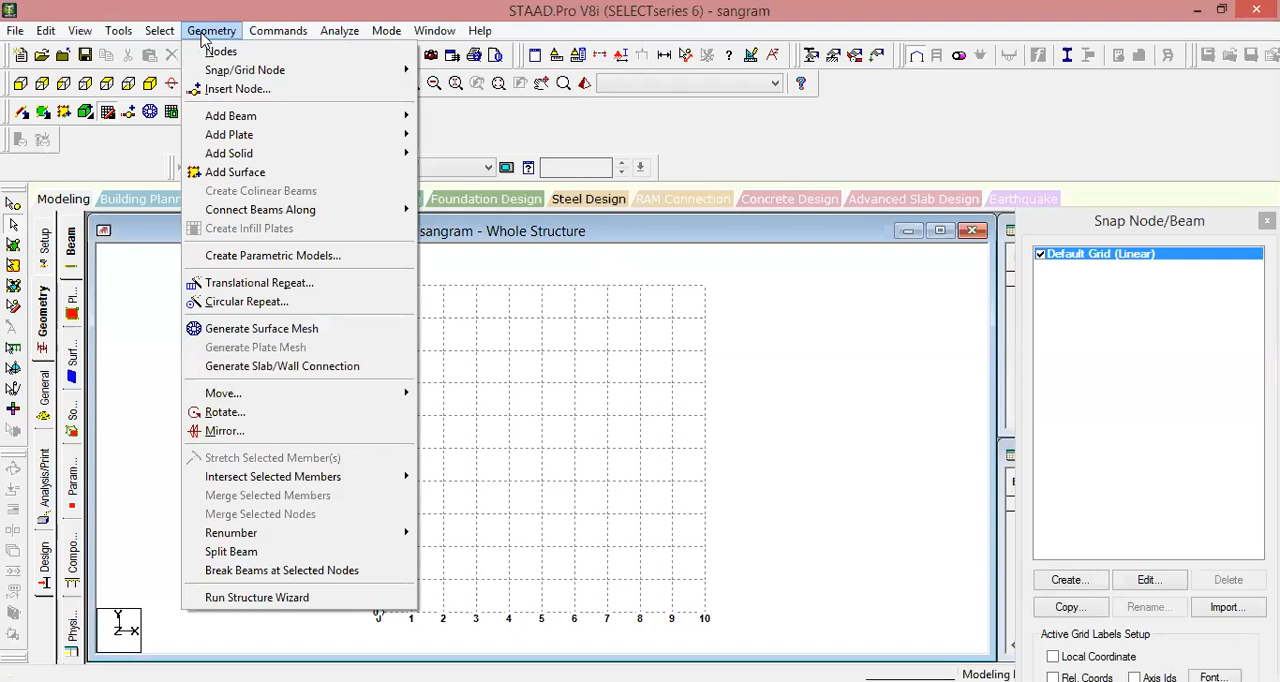 STAAD.Pro V8i (SELECTseries 6) - sangram
File Edit View Tools Select Geometry Commands Analyze Mode Window Help
Nodes
Snap/Grid Node
Insert Node...
Add Beam
Add Plate
Add Solid
Add Surface
Create Colinear Beams
Connect Beams Along
Create Infill Plates
Create Parametric Models...
Translational Repeat...
Circular Repeat...
Generate Surface Mesh
Generate Plate Mesh
Generate Slab/Wall Connection
Move...
Rotate...
Mirror...
Stretch Selected Member(s)
Intersect Selected Members
Merge Selected Members
Merge Selected Nodes
Renumber
Split Beam
Break Beams at Selected Nodes
Run Structure Wizard
Modeling Building Foundation Design Steel Design RAM Connection Concrete Design Advanced Slab Design Earthquake
Setup
Geometry
General
Analysis/Print
Design
Beam
Pl...
Surf...
So...
Param...
Compo...
Physi...
sangram - Whole Structure
0 1 2 3 4 5 6 7 8 9 10
Y
Z X
Snap Node/Beam
Default Grid (Linear)
Create... Edit... Delete
Copy... Rename... Import...
Active Grid Labels Setup
Local Coordinate
Rel. Coords Axis Ids Font...
Modeling